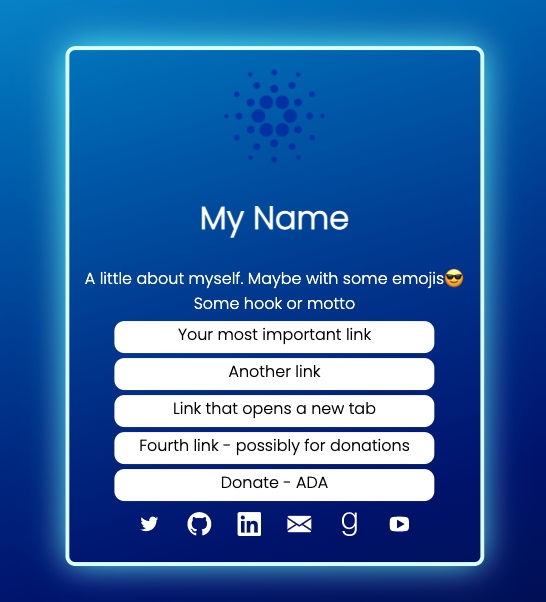 My Name
A little about myself. Maybe with some emojis😎
Some hook or motto
Your most important link
Another link
Link that opens a new tab
Fourth link - possibly for donations
Donate - ADA